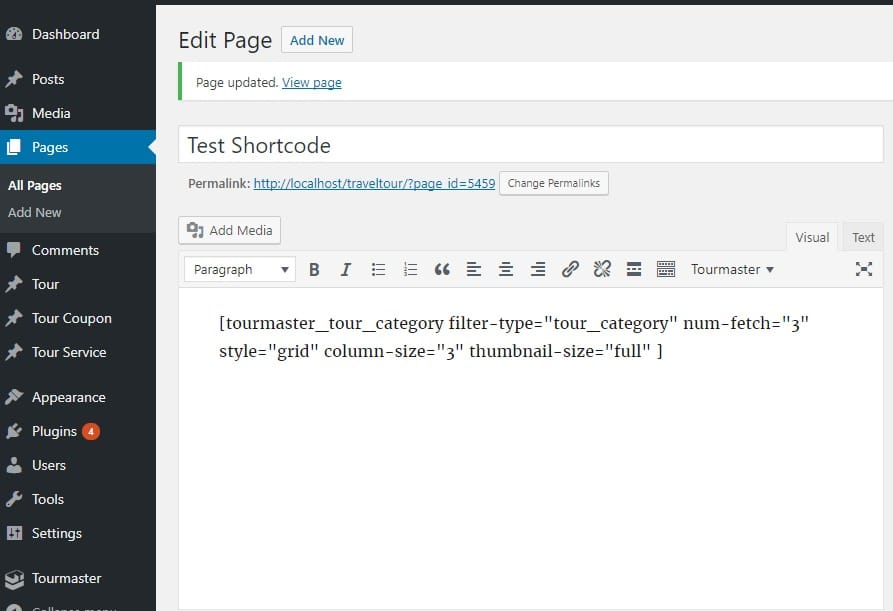 Dashboard
Posts
Media
Pages
All Pages
Add New
Comments
Tour
Tour Coupon
Tour Service
Appearance
Plugins 4
Users
Tools
Settings
Tourmaster
Collapse menu
Edit Page Add New
Page updated. View page
Test Shortcode
Permalink: http://localhost/traveltour/?page_id=5459 Change Permalinks
Add Media
Visual Text
Paragraph B I Tourmaster
[tourmaster_tour_category filter-type="tour_category" num-fetch="3"
style="grid" column-size="3" thumbnail-size="full" ]